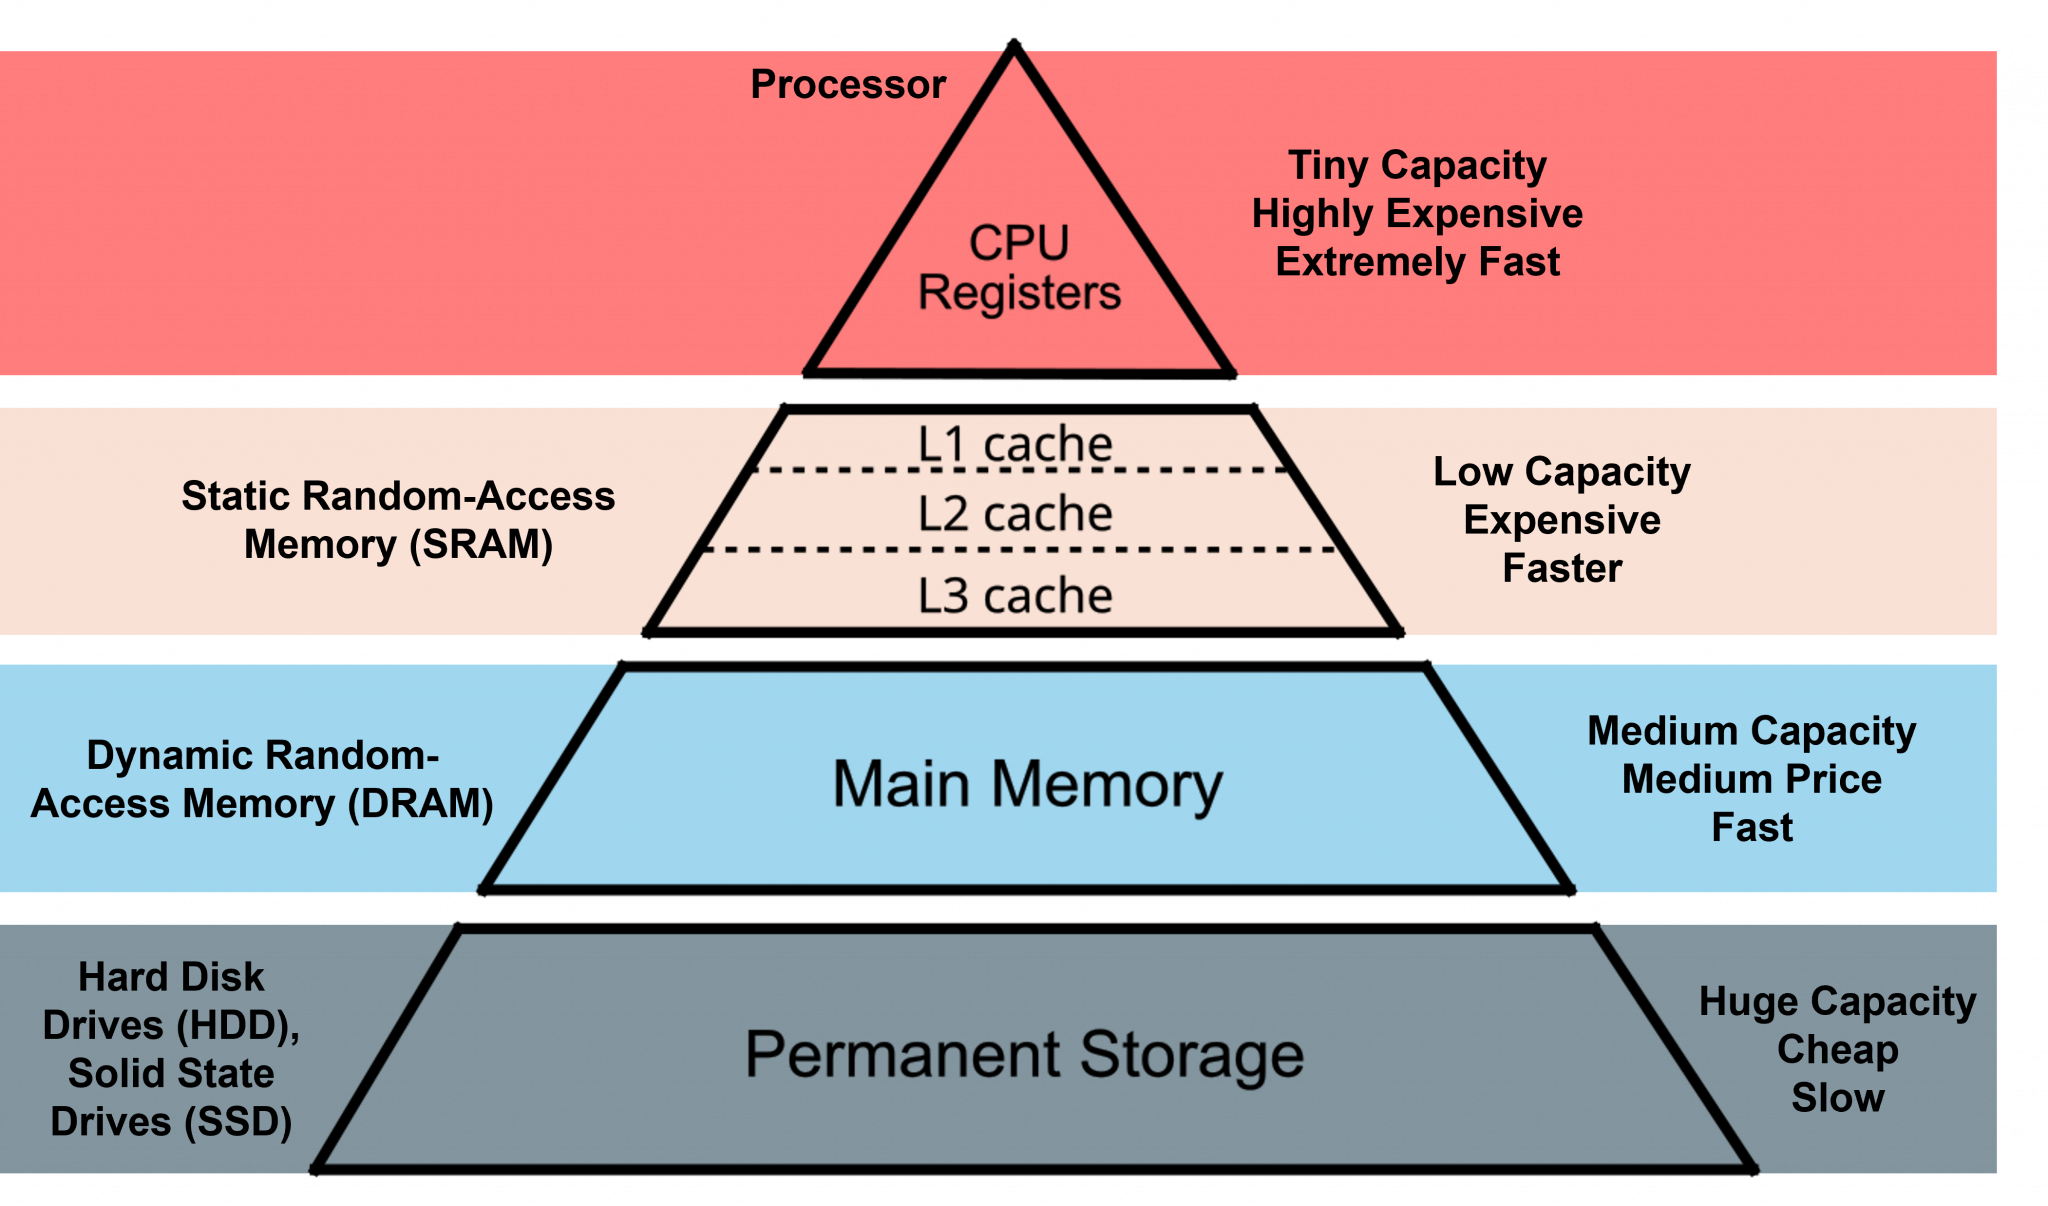 Processor
CPU
Registers
Tiny Capacity
Highly Expensive
Extremely Fast
Static Random-Access
Memory (SRAM)
L1 cache
L2 cache
L3 cache
Low Capacity
Expensive
Faster
Dynamic Random-
Access Memory (DRAM)
Main Memory
Medium Capacity
Medium Price
Fast
Hard Disk
Drives (HDD),
Solid State
Drives (SSD)
Permanent Storage
Huge Capacity
Cheap
Slow